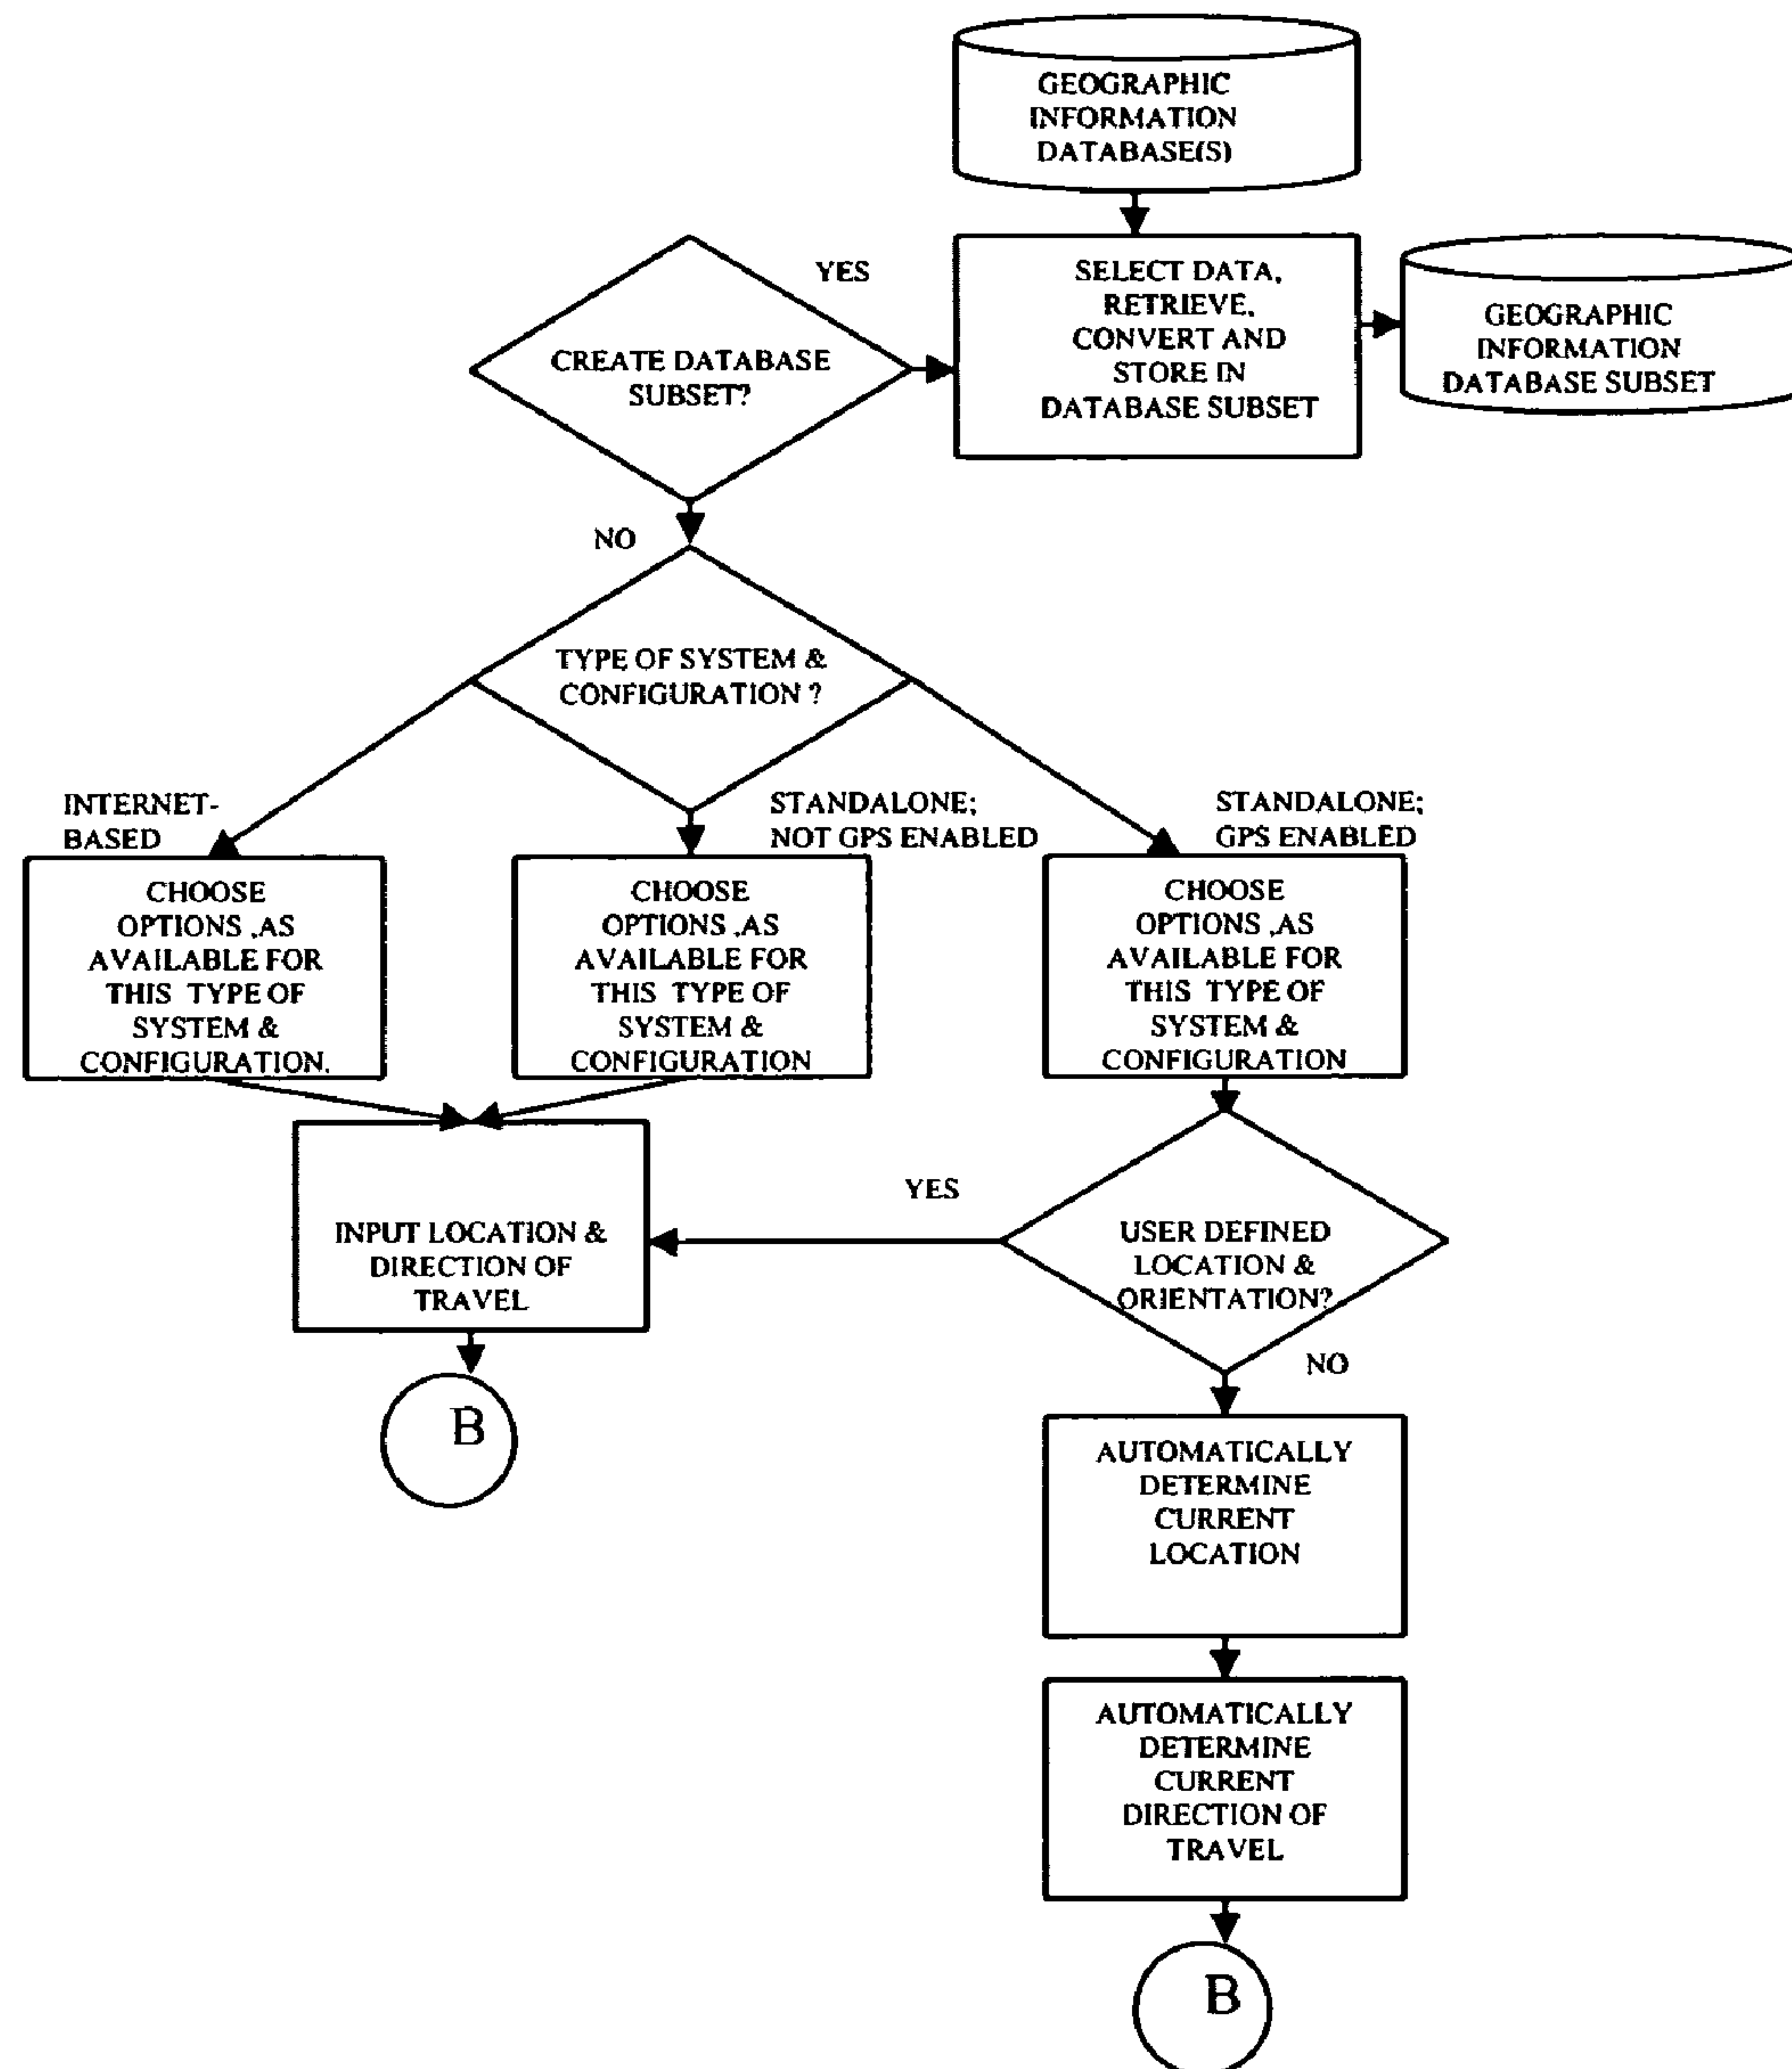 GEOGRAPHIC
INFORMATION
DATABASE(S)
YES
SELECT DATA,
RETRIEVE,
CONVERT AND
STORE IN
DATABASE SUBSET
GEOGRAPHIC
INFORMATION
DATABASE SUBSET
CREATE DATABASE
SUBSET?
NO
TYPE OF SYSTEM &
CONFIGURATION ?
INTERNET-
BASED
STANDALONE;
NOT GPS ENABLED
STANDALONE;
GPS ENABLED
CHOOSE
OPTIONS ,AS
AVAILABLE FOR
THIS TYPE OF
SYSTEM &
CONFIGURATION.
CHOOSE
OPTIONS ,AS
AVAILABLE FOR
THIS TYPE OF
SYSTEM &
CONFIGURATION
CHOOSE
OPTIONS ,AS
AVAILABLE FOR
THIS TYPE OF
SYSTEM &
CONFIGURATION
INPUT LOCATION &
DIRECTION OF
TRAVEL
YES
USER DEFINED
LOCATION &
ORIENTATION?
NO
B
AUTOMATICALLY
DETERMINE
CURRENT
LOCATION
AUTOMATICALLY
DETERMINE
CURRENT
DIRECTION OF
TRAVEL
B